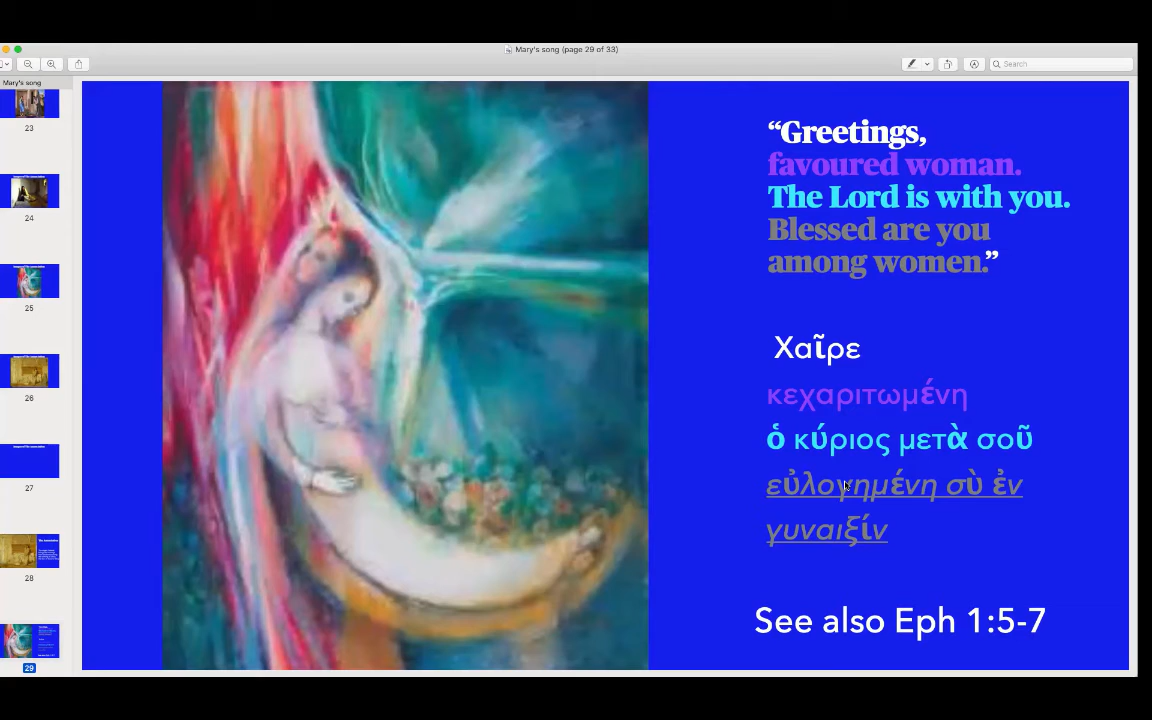 Mary's song (page 29 of 33)
Search
Mary's song
23
24
25
26
27
28
29
“Greetings,
favoured woman.
The Lord is with you.
Blessed are you
among women.”
Χαῖρε
κεχαριτωμένη
ὁ κύριος μετὰ σοῦ
εὐλογημένη σὺ ἐν
γυναιξίν
See also Eph 1:5-7